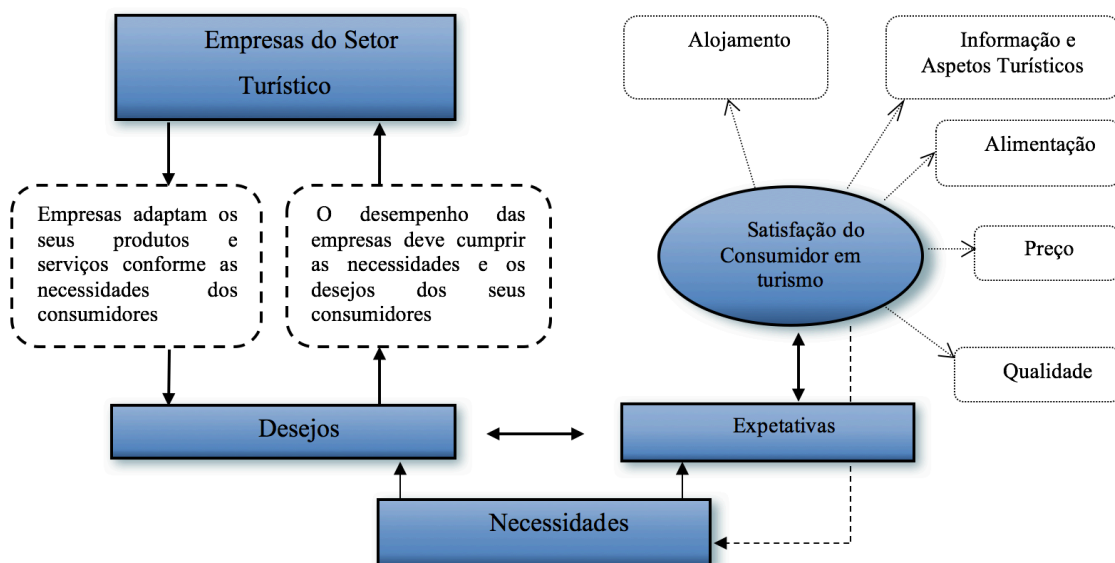 Empresas do Setor
Turístico
Alojamento
Informação e
Aspetos Turísticos
Alimentação
Empresas adaptam os
seus produtos e
serviços conforme as
necessidades dos
consumidores
O desempenho das
empresas deve cumprir
as necessidades e os
desejos dos seus
consumidores
Satisfação do
Consumidor em
turismo
Preço
Qualidade
Desejos
Expetativas
Necessidades